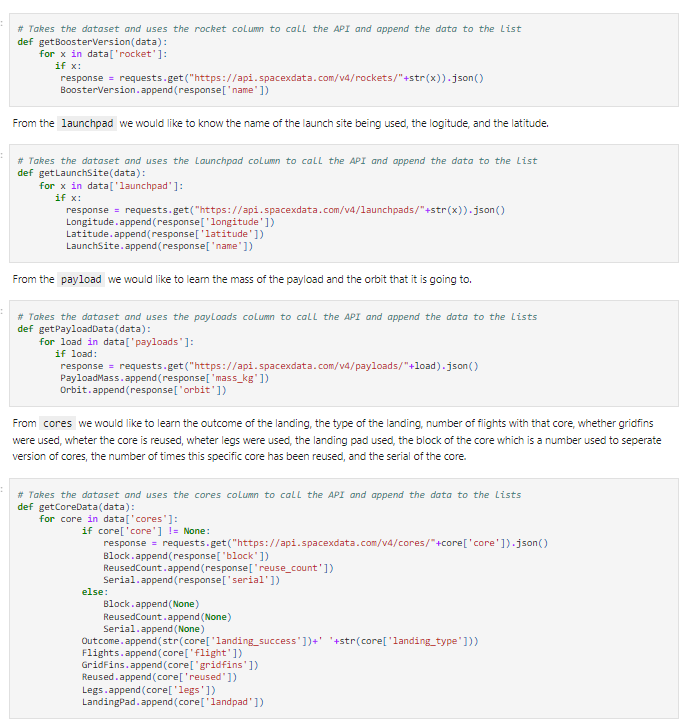 # Takes the dataset and uses the rocket column to call the API and append the data to the list
def getBoosterVersion(data):
    for x in data['rocket']:
       if x:
        response = requests.get("https://api.spacexdata.com/v4/rockets/"+str(x)).json()
        BoosterVersion.append(response['name'])
From the launchpad we would like to know the name of the launch site being used, the logitude, and the latitude.
# Takes the dataset and uses the launchpad column to call the API and append the data to the list
def getLaunchSite(data):
    for x in data['launchpad']:
       if x:
         response = requests.get("https://api.spacexdata.com/v4/launchpads/"+str(x)).json()
         Longitude.append(response['longitude'])
         Latitude.append(response['latitude'])
         LaunchSite.append(response['name'])
From the payload we would like to learn the mass of the payload and the orbit that it is going to.
# Takes the dataset and uses the payloads column to call the API and append the data to the lists
def getPayloadData(data):
    for load in data['payloads']:
       if load:
        response = requests.get("https://api.spacexdata.com/v4/payloads/"+load).json()
        PayloadMass.append(response['mass_kg'])
        Orbit.append(response['orbit'])
From cores we would like to learn the outcome of the landing, the type of the landing, number of flights with that core, whether gridfins
were used, wheter the core is reused, wheter legs were used, the landing pad used, the block of the core which is a number used to seperate
version of cores, the number of times this specific core has been reused, and the serial of the core.
# Takes the dataset and uses the cores column to call the API and append the data to the lists
def getCoreData(data):
    for core in data['cores']:
            if core['core'] != None:
                response = requests.get("https://api.spacexdata.com/v4/cores/"+core['core']).json()
                Block.append(response['block'])
                ReusedCount.append(response['reuse_count'])
                Serial.append(response['serial'])
            else:
                Block.append(None)
                ReusedCount.append(None)
                Serial.append(None)
            Outcome.append(str(core['landing_success'])+' '+str(core['landing_type']))
            Flights.append(core['flight'])
            GridFins.append(core['gridfins'])
            Reused.append(core['reused'])
            Legs.append(core['legs'])
            LandingPad.append(core['landpad'])